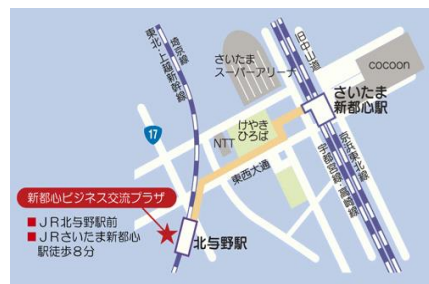 埼京線
東北・上越新幹線
さいたま
スーパーアリーナ
旧中山道
cocoon
さいたま
新都心駅
けやき
ひろば
NTT
17
東西大通
京浜東北線
宇都宮線・高崎線
新都心ビジネス交流プラザ
■JR北与野駅前
■JRさいたま新都心
駅徒歩8分
北与野駅